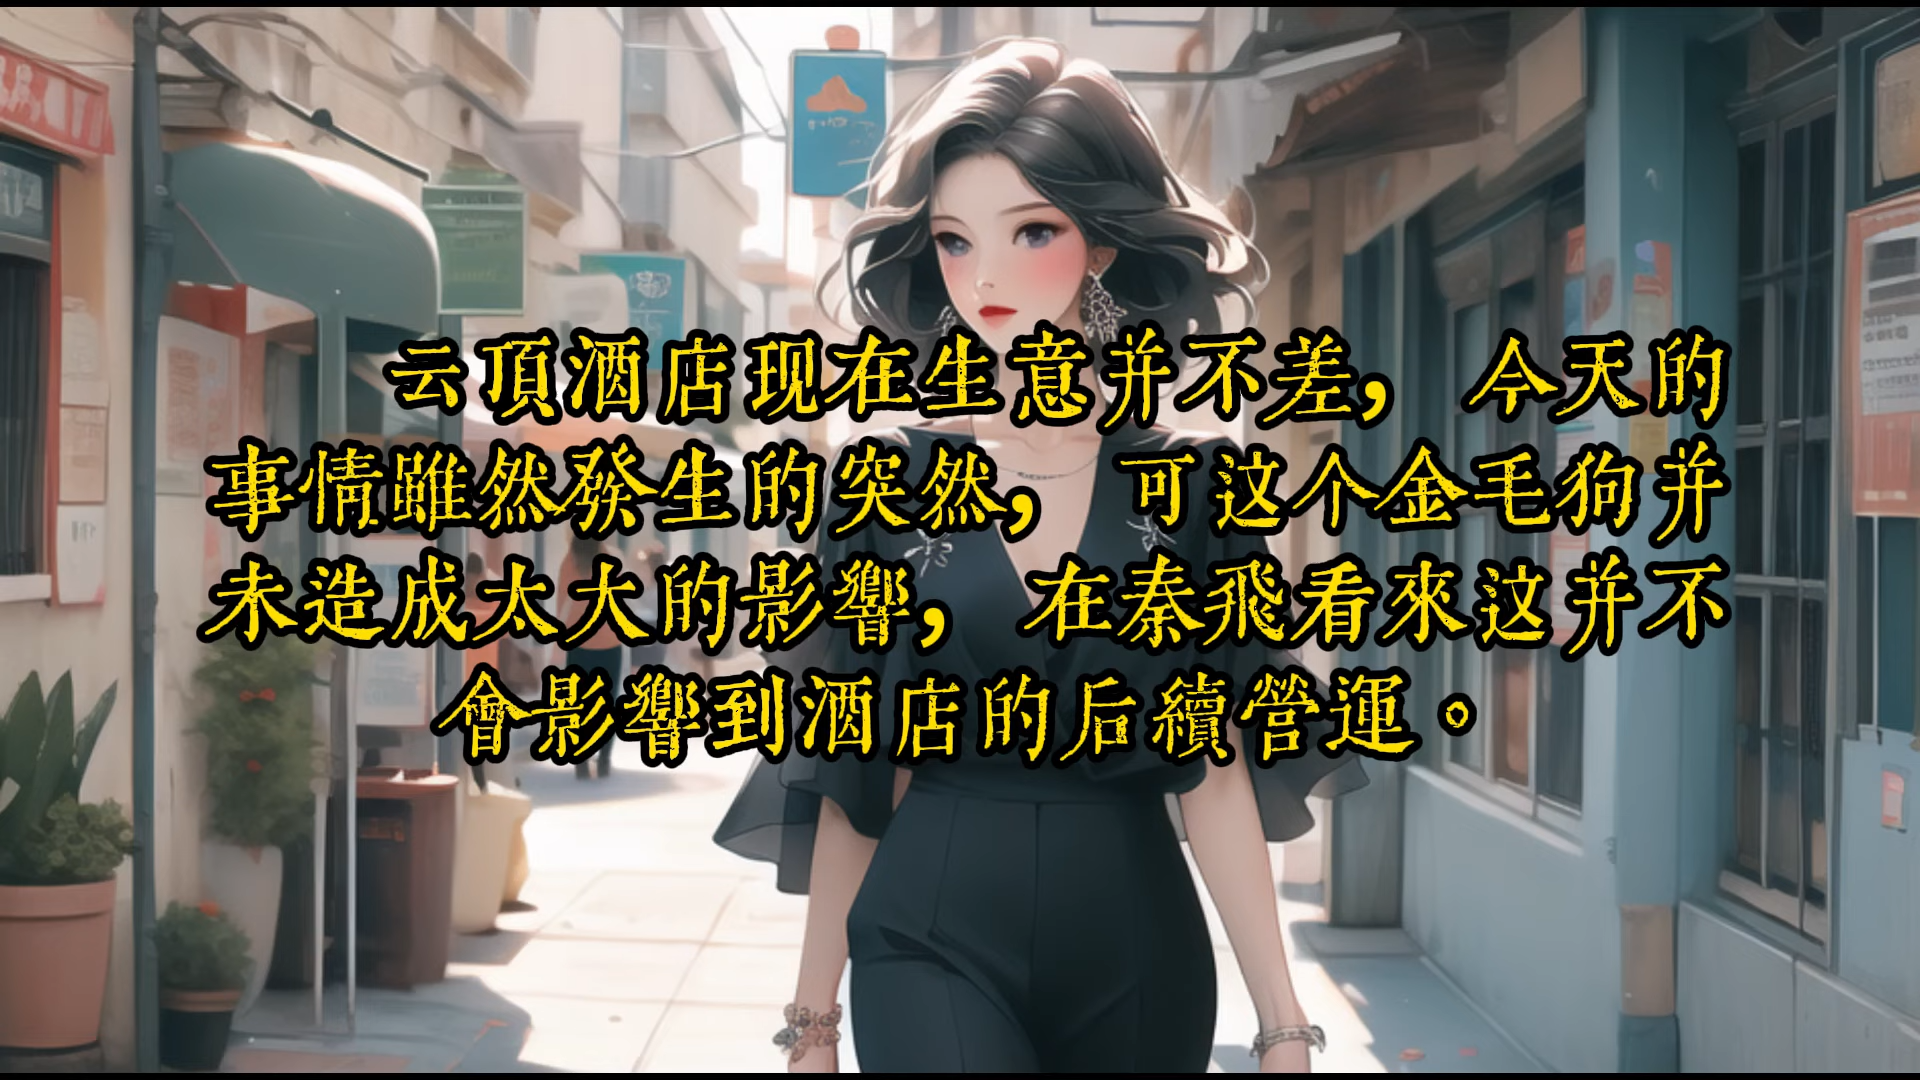 云頂酒店现在生意并不差，今天的
事情雖然發生的突然，可这个金毛狗并
未造成太大的影響，在秦飛看來这并不
會影響到酒店的后續營運。